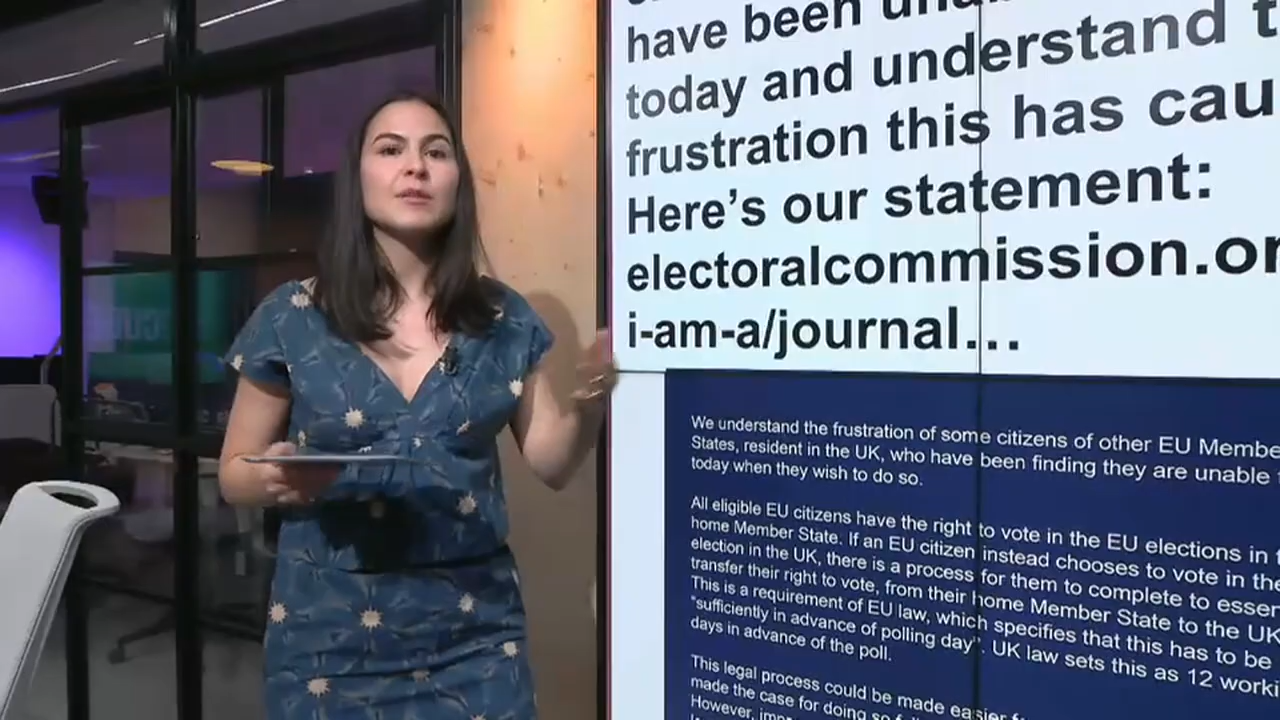 have been
today and understand
frustration this has
Here's our statement:
electoralcommission.or
i-am-a/journal...
We understand the frustration of some citizens of other EU Membe
States, resident in the UK, who have been finding they are unable
today when they wish to do so.
All eligible EU citizens have the right to vote in the EU elections in
home Member State. If an EU citizen instead chooses to vote in the
election in the UK, there is a process for them to complete to
transfer their right to vote, from their home Member State to the UK
This is a requirement of EU law, which specifies that this has to be
"sufficiently in advance of polling day". UK law sets this as 12
days in advance of the poll.
This legal process could be made easier
made the case for doing so
However,